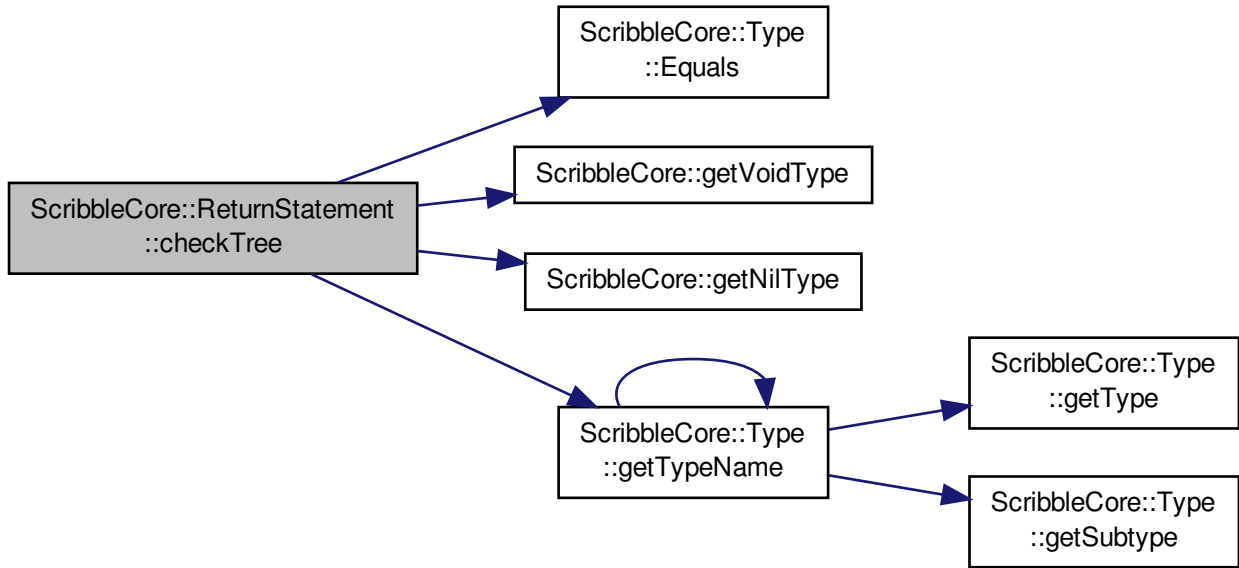 ScribbleCore::Type
::Equals
ScribbleCore::getVoidType
ScribbleCore::ReturnStatement
::checkTree
ScribbleCore::getNilType
ScribbleCore::Type
::getTypeName
ScribbleCore::Type
::getType
ScribbleCore::Type
::getSubtype